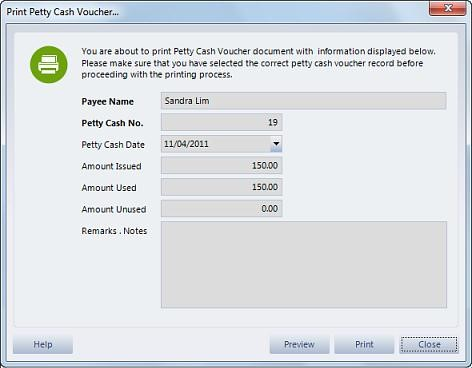 Print Petty Cash Voucher...
You are about to print Petty Cash Voucher document with information displayed below.
Please make sure that you have selected the correct petty cash voucher record before
proceeding with the printing process.
Payee Name Sandra Lim
Petty Cash No. 19
Petty Cash Date 11/04/2011
Amount Issued 150.00
Amount Used 150.00
Amount Unused 0.00
Remarks . Notes
Help Preview Print Close